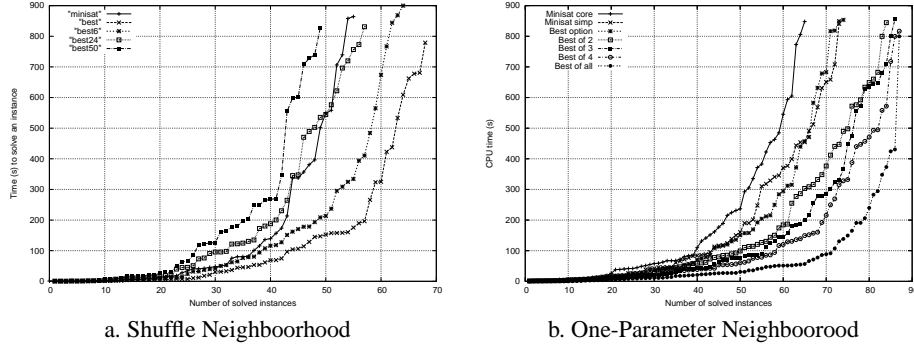 900
800
700
600
500
400
300
200
100
0
Time (s) to solve an instance
"minisat"
"best"
"best6"
"best24"
"best50"
0 10 20 30 40 50 60 70
Number of solved instances
a. Shuffle Neighboorhood
900
800
700
600
500
400
300
200
100
0
CPU time (s)
Minisat core
Minisat simp
Best option
Best of 2
Best of 3
Best of 4
Best of all
0 10 20 30 40 50 60 70 80 90
Number of solved instances
b. One-Parameter Neighboorood